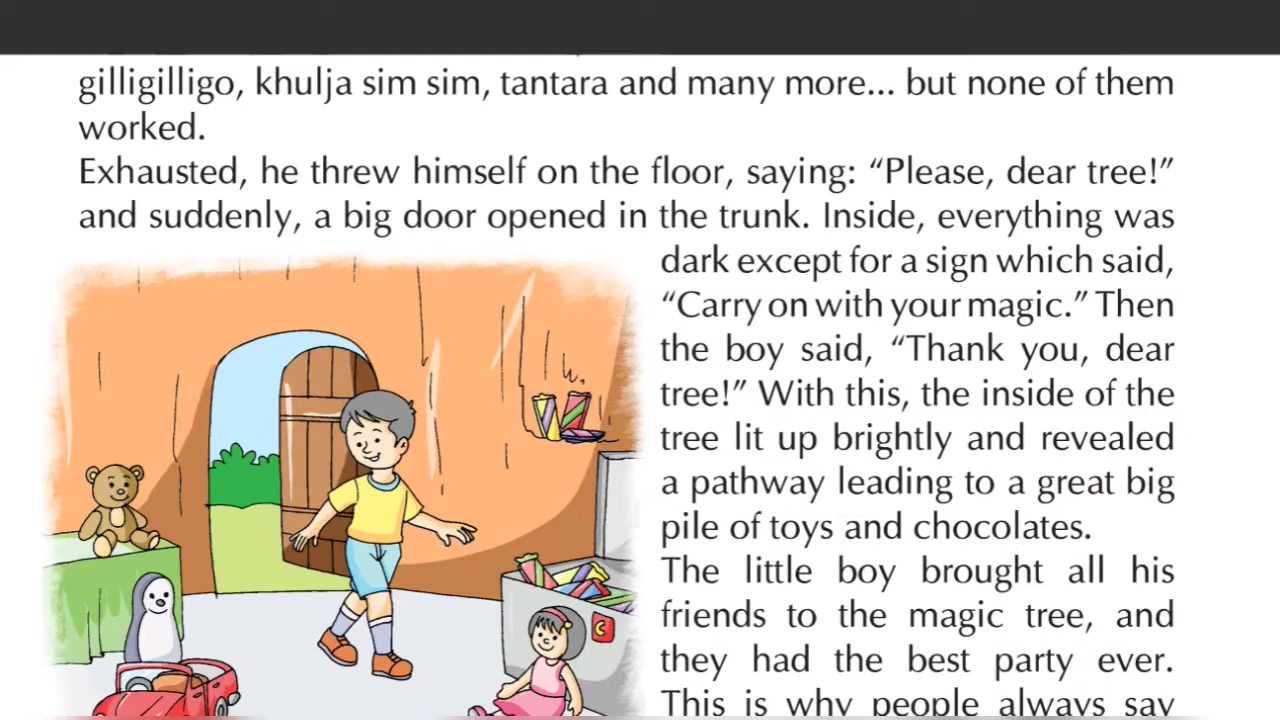 gilligilligo, khulja sim sim, tantara and many more... but none of them
worked.
Exhausted, he threw himself on the floor, saying: “Please, dear tree!”
and suddenly, a big door opened in the trunk. Inside, everything was
dark except for a sign which said,
“Carry on with your magic.” Then
the boy said, “Thank you, dear
tree!” With this, the inside of the
tree lit up brightly and revealed
a pathway leading to a great big
pile of toys and chocolates.
The little boy brought all his
friends to the magic tree, and
they had the best party ever.
This is why people always say
C